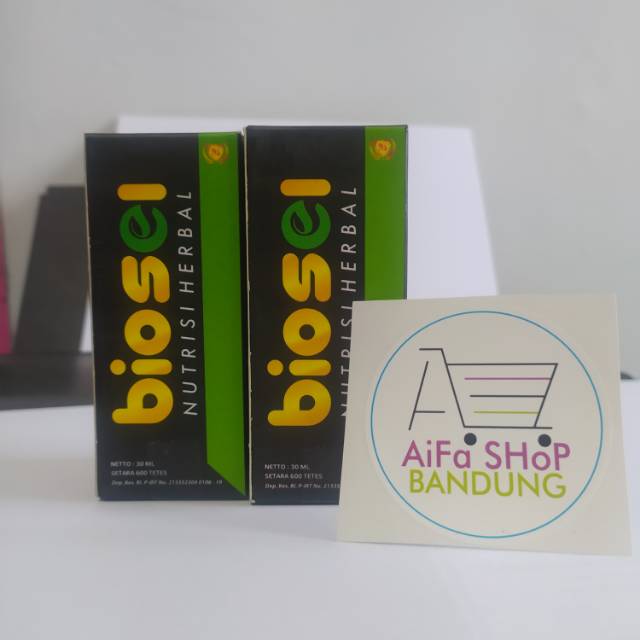 biosel
NUTRISI HERBAL
NETTO : 30 ML
SETARA 600 TETES
biosel
NUTRISI HERBAL
NETTO : 30 ML
SETARA 600 TETES
AiFa SHoP
BANDUNG